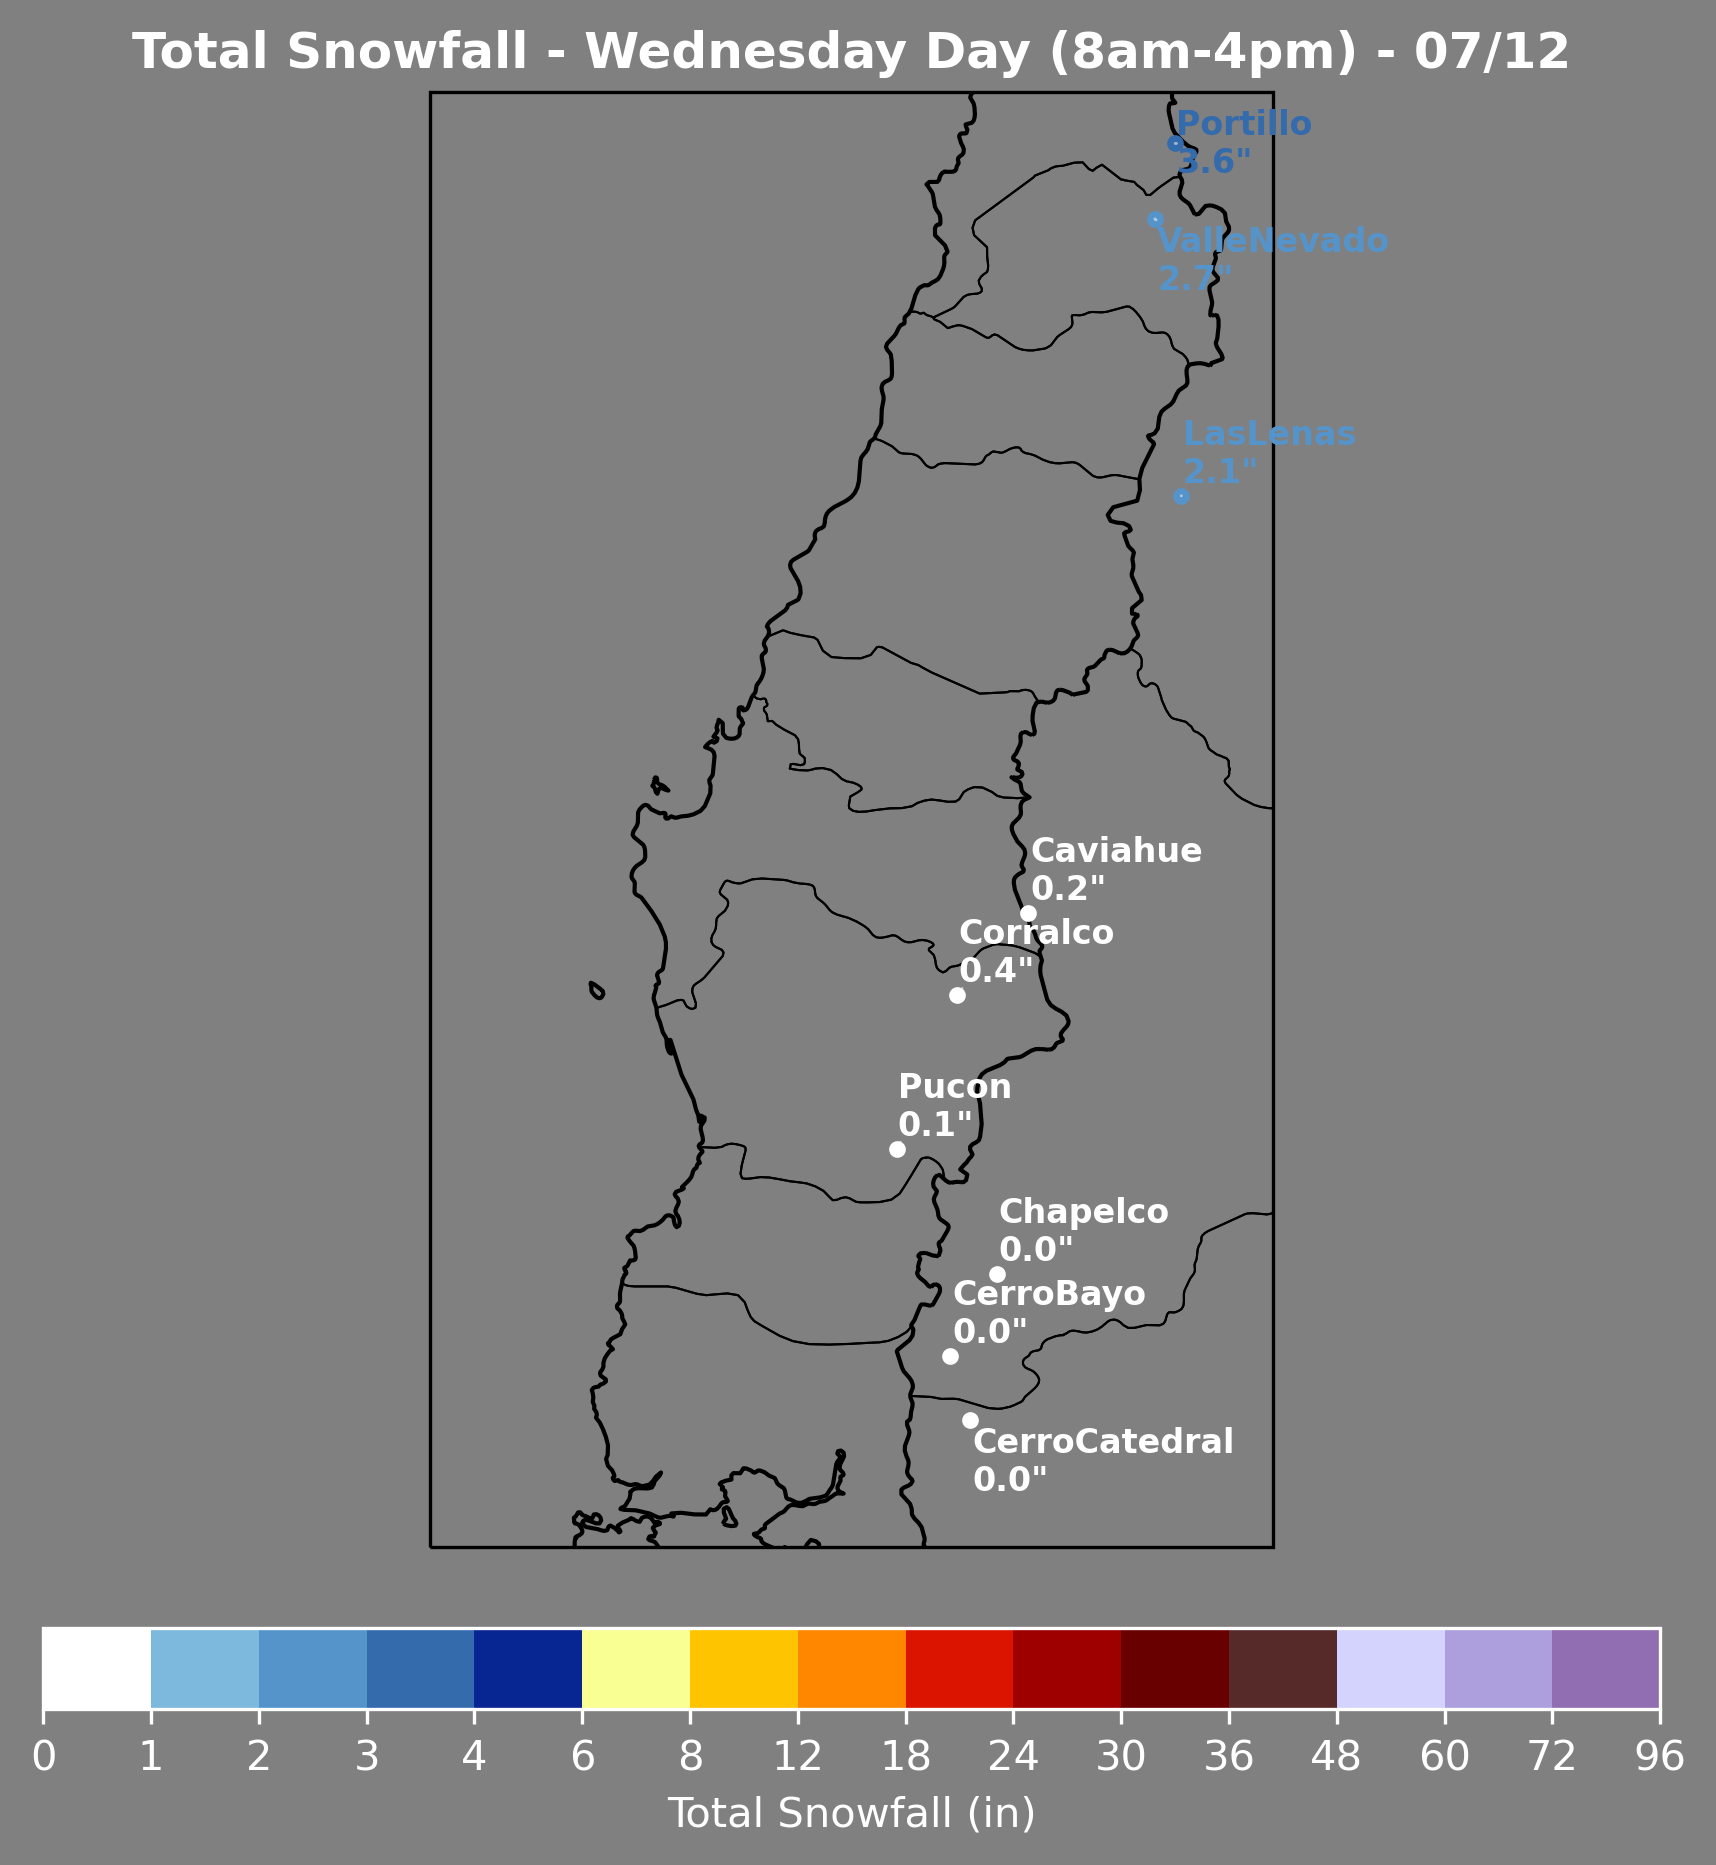 Total Snowfall - Wednesday Day (8am-4pm) - 07/12
Portillo
3.6"
ValleNevado
2.7"
LasLenas
2.1"
Caviahue
0.2"
Corralco
0.4"
Pucon
0.1"
Chapelco
0.0"
CerroBayo
0.0"
CerroCatedral
0.0"
0 1 2 3 4 6 8 12 18 24 30 36 48 60 72 96
Total Snowfall (in)